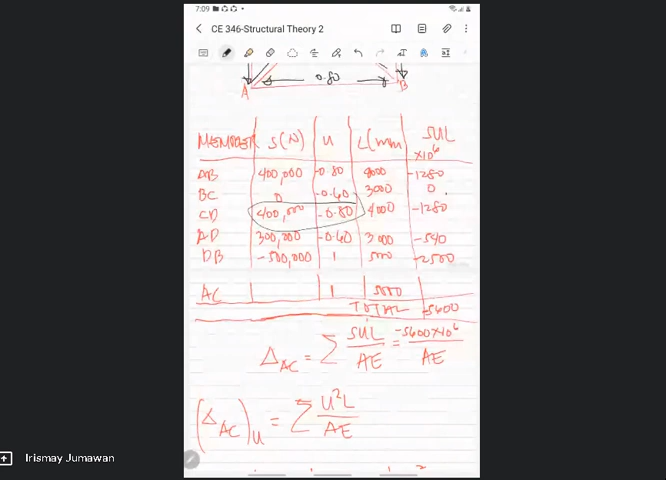 7:09
CE 346-Structural Theory 2
0.80
A B
MEMBER S(N) U L(mm SUL
×10⁶
AB 400,000 -0.80 4000 -1280
BC 0 -0.60 3000 0
CD 400,000 -0.80 4000 -1280
AD 300,000 -0.60 3000 -540
DB -500,000 1 5000 -2500
AC 1 5000
TOTAL -5600
Δ_AC = Σ SUL/AE = -5600×10⁶/AE
(Δ_AC)_U = Σ U²L/AE
Irismay Jumawan